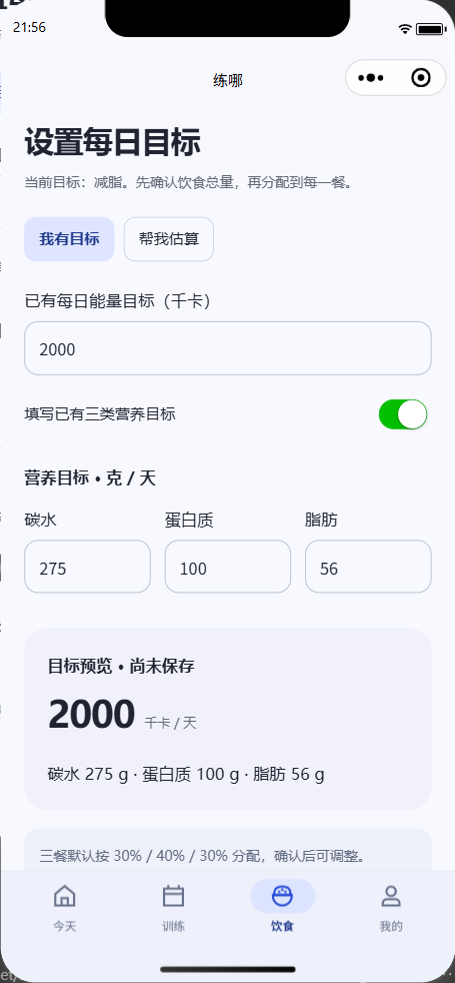 21:56
练哪
设置每日目标
当前目标：减脂。先确认饮食总量，再分配到每一餐。
我有目标 帮我估算
已有每日能量目标（千卡）
2000
填写已有三类营养目标
营养目标 • 克 / 天
碳水 蛋白质 脂肪
275 100 56
目标预览 • 尚未保存
2000 千卡 / 天
碳水 275 g · 蛋白质 100 g · 脂肪 56 g
三餐默认按 30% / 40% / 30% 分配，确认后可调整。
今天 训练 饮食 我的